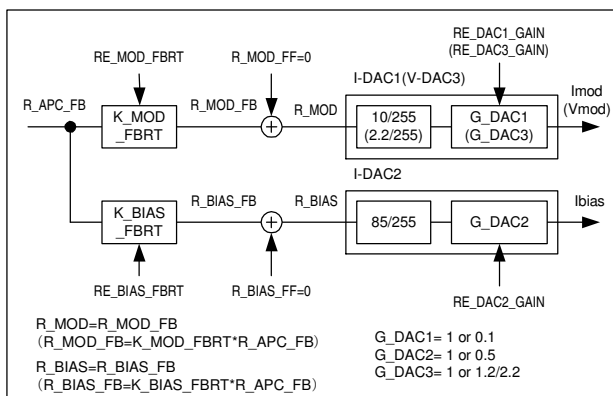 RE_DAC1_GAIN
(RE_DAC3_GAIN)
RE_MOD_FBRT
R_MOD_FF=0
I-DAC1(V-DAC3)
Imod
(Vmod)
R_APC_FB
K_MOD
_FBRT
R_MOD_FB
R_MOD
10/255
(2.2/255)
G_DAC1
(G_DAC3)
I-DAC2
K_BIAS
_FBRT
R_BIAS_FB
R_BIAS
85/255
G_DAC2
Ibias
RE_BIAS_FBRT
R_BIAS_FF=0
RE_DAC2_GAIN
R_MOD=R_MOD_FB
(R_MOD_FB=K_MOD_FBRT*R_APC_FB)
R_BIAS=R_BIAS_FB
(R_BIAS_FB=K_BIAS_FBRT*R_APC_FB)
G_DAC1= 1 or 0.1
G_DAC2= 1 or 0.5
G_DAC3= 1 or 1.2/2.2